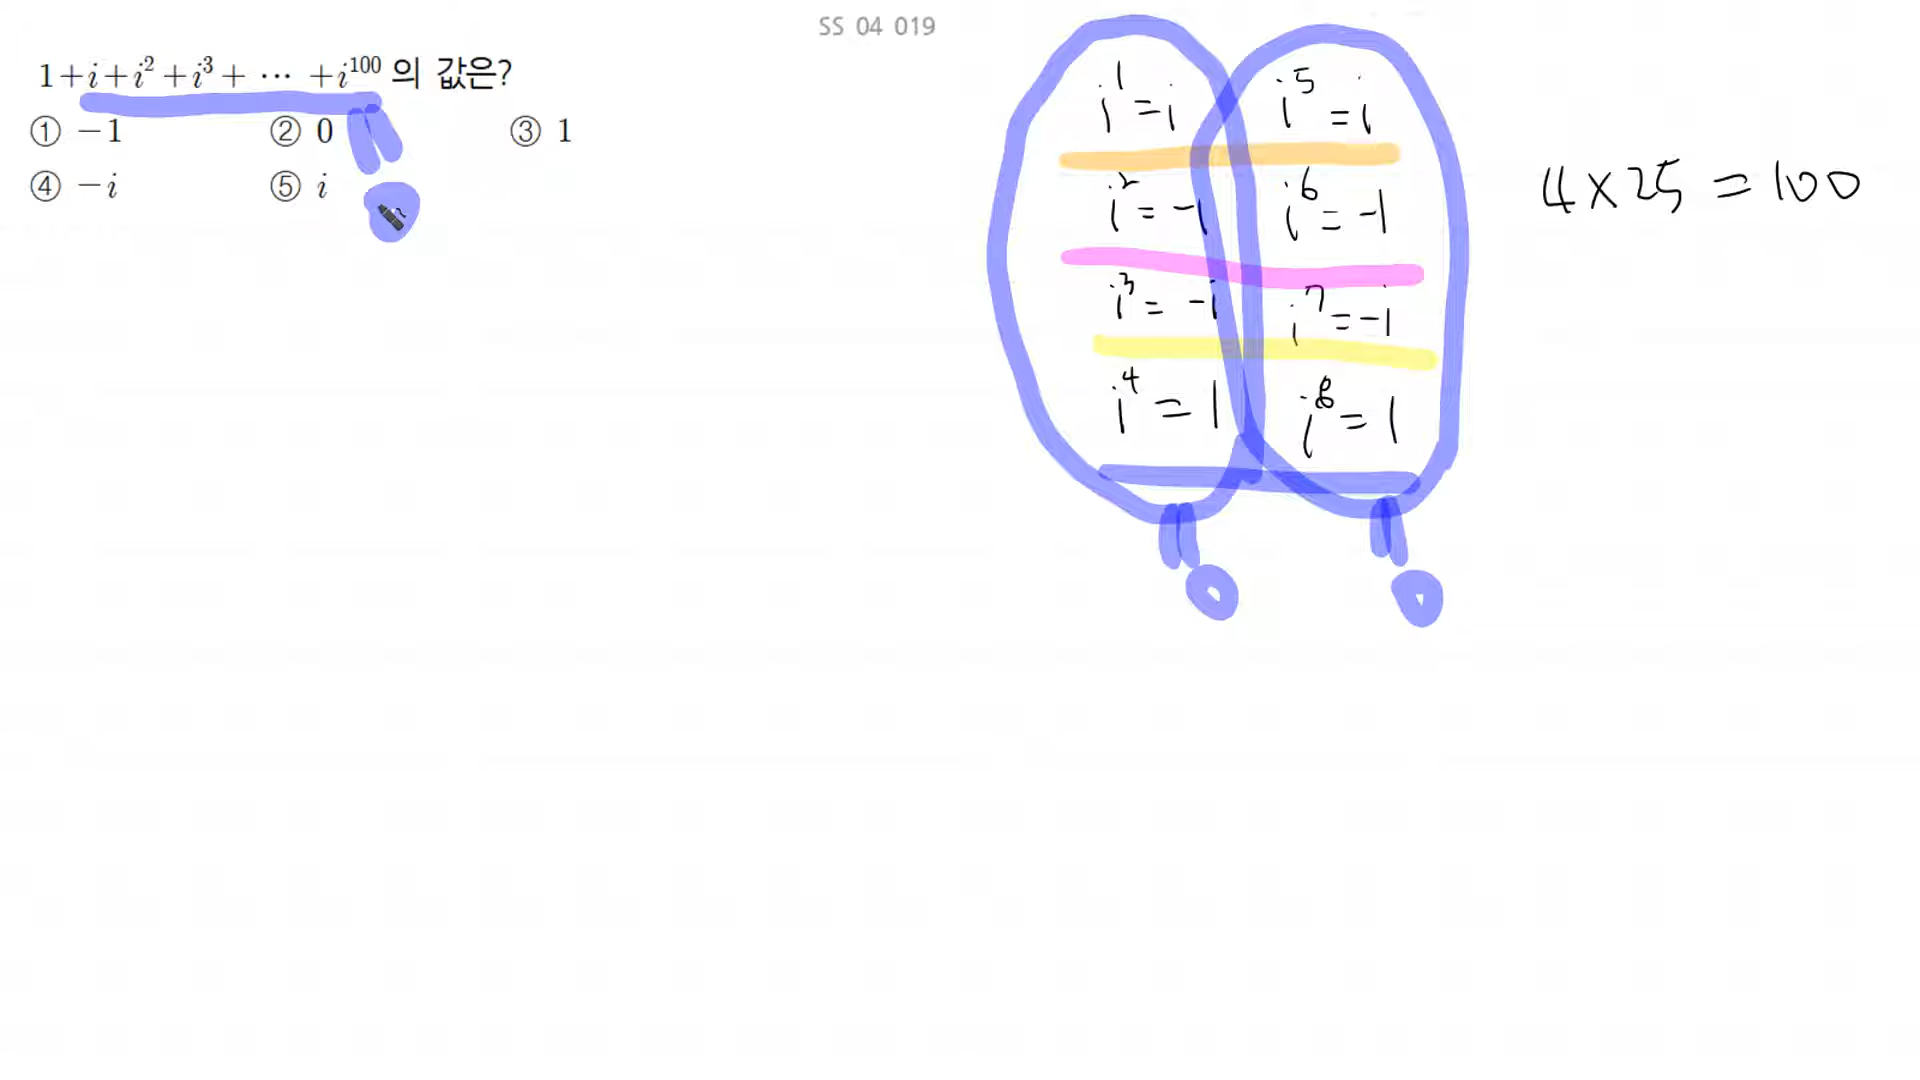 SS 04 019
1+i+i²+i³+ ⋯ +i¹⁰⁰ 의 값은?
① −1 ② 0 ③ 1
④ −i ⑤ i
0
i¹=i
i²=-1
i³=-i
i⁴=1
0
i⁵=i
i⁶=-1
i⁷=-i
i⁸=1
0
4×25=100